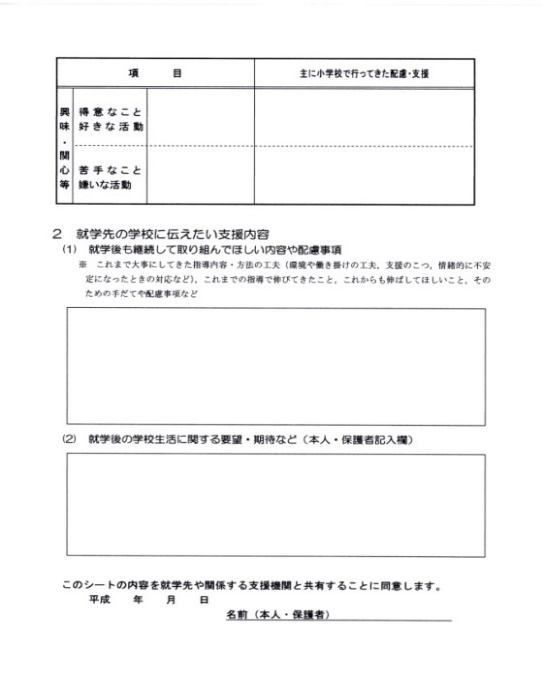 項 目 主に小学校で行ってきた配慮・支援
興味・関心等
得意なこと
好きな活動
苦手なこと
嫌いな活動
2 就学先の学校に伝えたい支援内容
(1) 就学後も継続して取り組んでほしい内容や配慮事項
※ これまで大事にしてきた指導内容・方法の工夫（環境や働き掛けの工夫，支援のこつ，情緒的に不安
定になったときの対応など），これまでの指導で伸びてきたこと，これからも伸ばしてほしいこと，その
ための手だてや配慮事項など
(2) 就学後の学校生活に関する要望・期待など（本人・保護者記入欄）
このシートの内容を就学先や関係する支援機関と共有することに同意します。
平成 年 月 日
名前（本人・保護者）